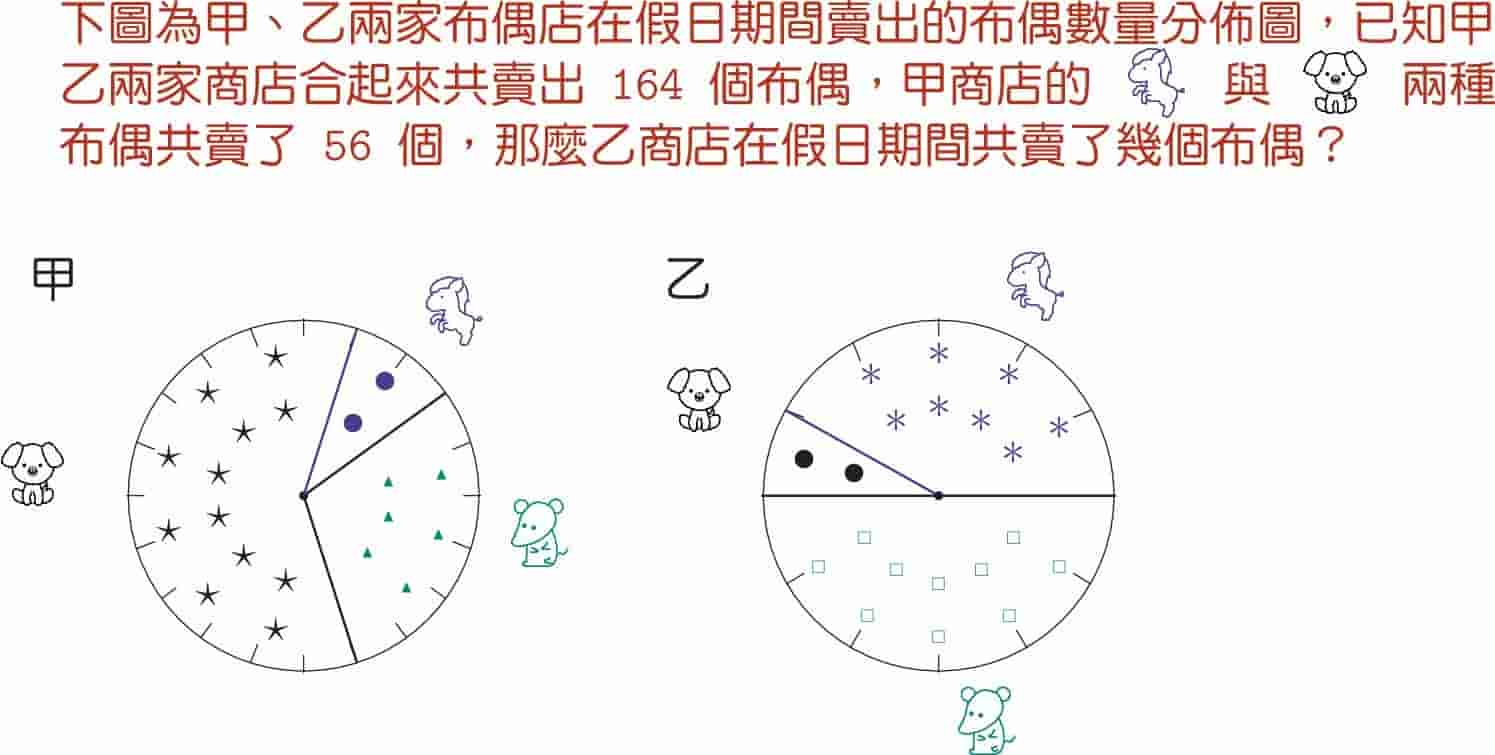 下圖為甲、乙兩家布偶店在假日期間賣出的布偶數量分佈圖，已知甲
乙兩家商店合起來共賣出 164 個布偶，甲商店的 與 兩種
布偶共賣了 56 個，那麼乙商店在假日期間共賣了幾個布偶？
甲 乙